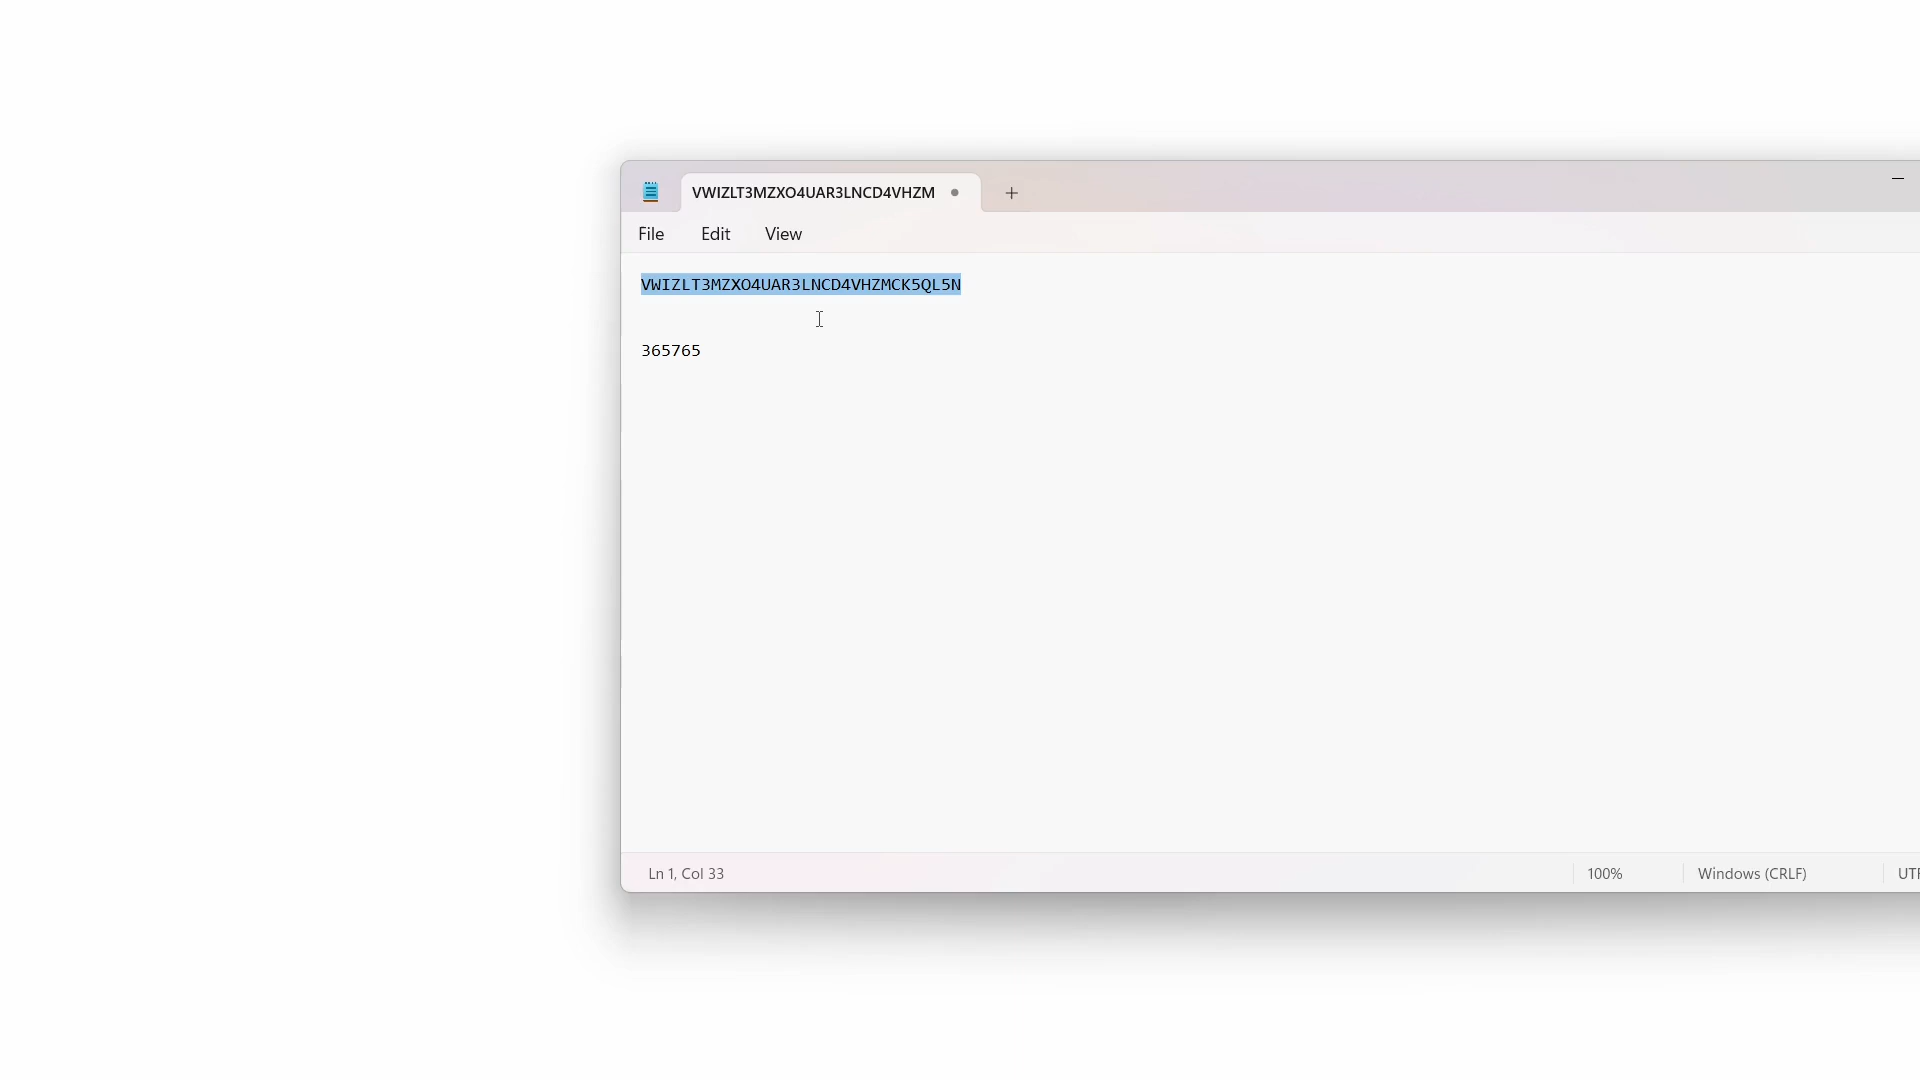 VWIZLT3MZXO4UAR3LNCD4VHZM
File Edit View
VWIZLT3MZXO4UAR3LNCD4VHZMCK5QL5N
365765
Ln 1, Col 33 100% Windows (CRLF)